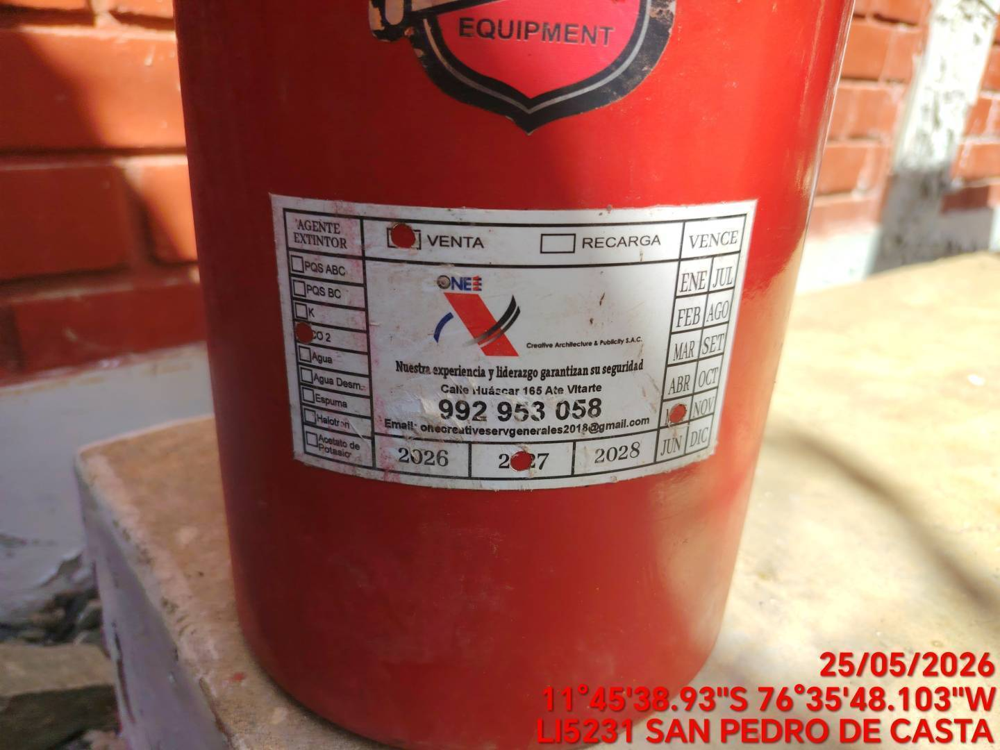 EQUIPMENT
AGENTE EXTINTOR
VENTA
RECARGA
VENCE
PQS ABC
PQS BC
K
CO 2
Agua
Agua Desm.
Espuma
Halotron
Acetato de Potasio
ONEE
Creative Architecture & Publicity S.A.C.
Nuestra experiencia y liderazgo garantizan su seguridad
Calle Huáscar 165 Ate Vitarte
992 953 058
Email: onecreativeservgenerales2018@gmail.com
2026
2028
ENE JUL
FEB AGO
MAR SET
ABR OCT
NOV
JUN DIC
25/05/2026
11°45'38.93"S 76°35'48.103"W
LI5231 SAN PEDRO DE CASTA